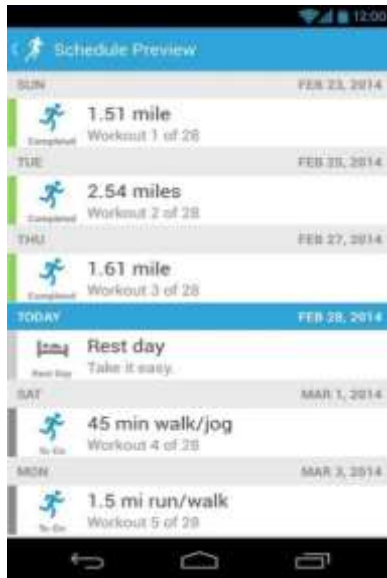 12:00
Schedule Preview
SUN FEB 23, 2014
1.51 mile
Completed
Workout 1 of 28
TUE FEB 25, 2014
2.54 miles
Completed
Workout 2 of 28
THU FEB 27, 2014
1.61 mile
Completed
Workout 3 of 28
TODAY FEB 28, 2014
Rest day
Rest Day
Take it easy.
SAT MAR 1, 2014
45 min walk/jog
To Do
Workout 4 of 28
MON MAR 3, 2014
1.5 mi run/walk
To Do
Workout 5 of 28